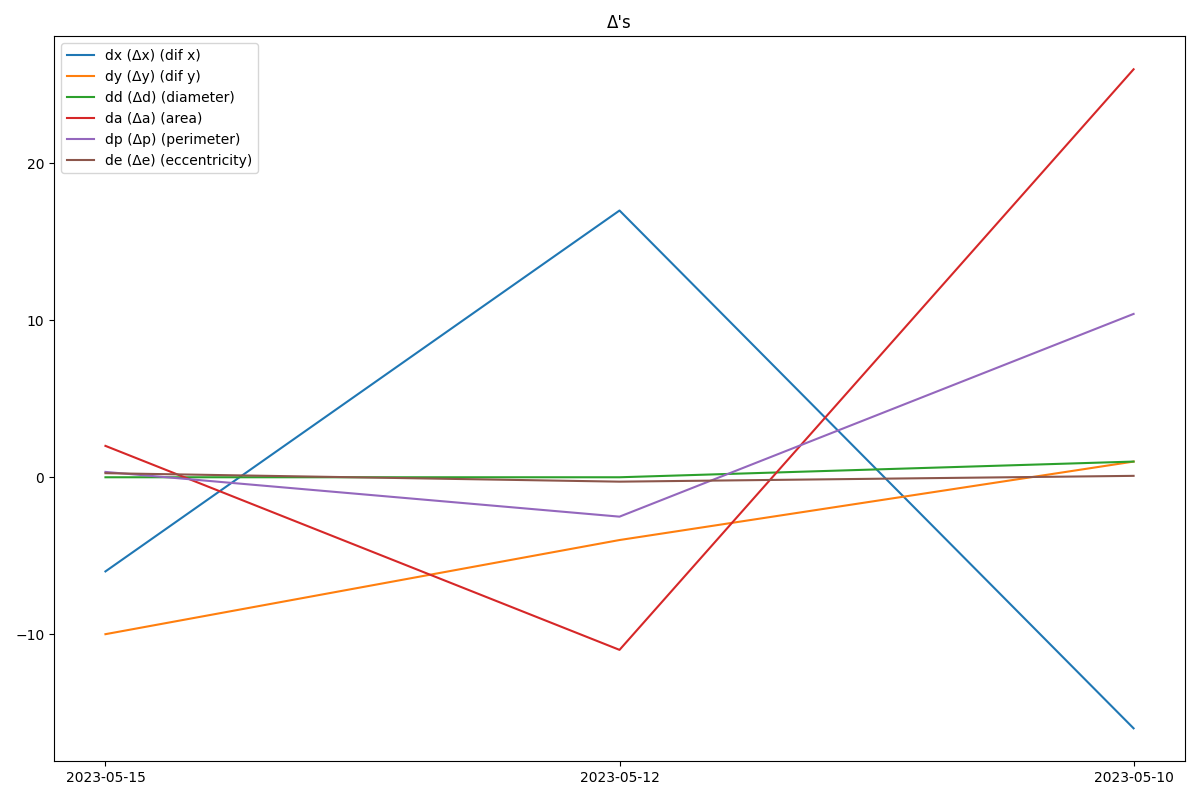 Δ's
dx (Δx) (dif x)
dy (Δy) (dif y)
dd (Δd) (diameter)
da (Δa) (area)
dp (Δp) (perimeter)
de (Δe) (eccentricity)
20
10
0
−10
2023-05-15
2023-05-12
2023-05-10